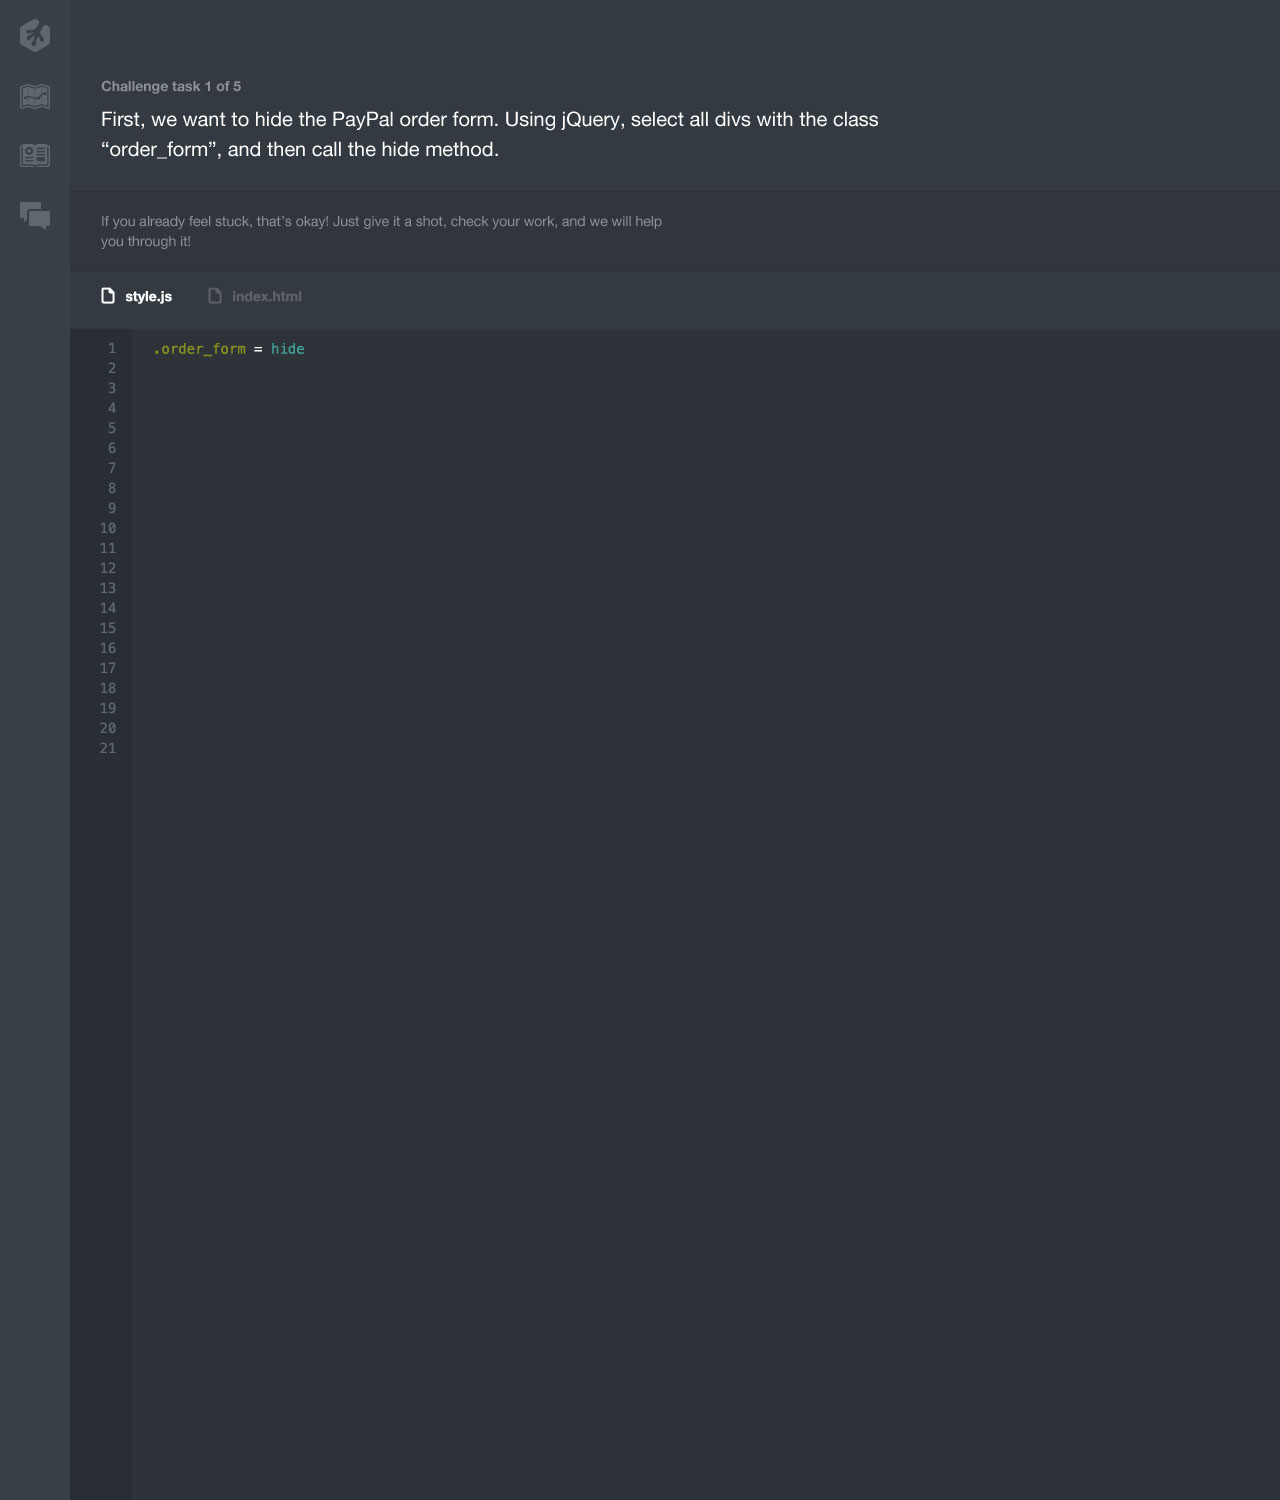 Challenge task 1 of 5
First, we want to hide the PayPal order form. Using jQuery, select all divs with the class
“order_form”, and then call the hide method.
If you already feel stuck, that’s okay! Just give it a shot, check your work, and we will help
you through it!
style.js index.html
1 .order_form = hide
2
3
4
5
6
7
8
9
10
11
12
13
14
15
16
17
18
19
20
21